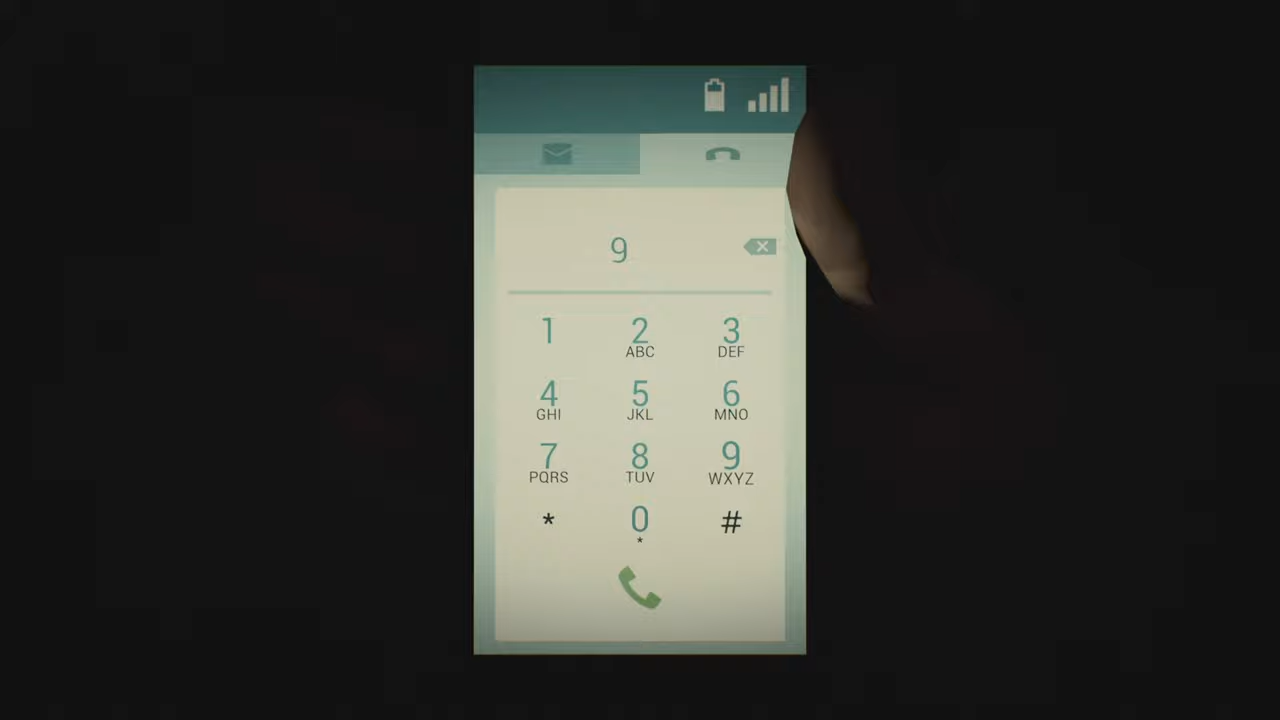 9
1 2 3
ABC DEF
4 5 6
GHI JKL MNO
7 8 9
PQRS TUV WXYZ
* 0 #
*